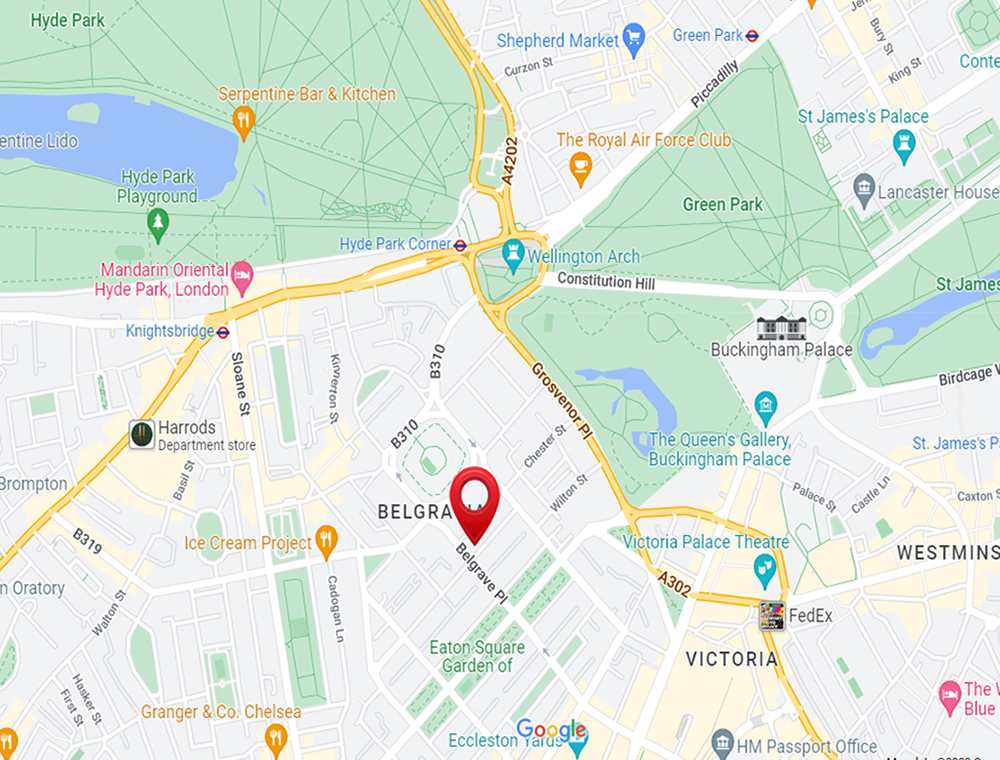 Hyde Park
Shepherd Market
Green Park
Curzon St
Bury St
King St
Conte
Piccadilly
Serpentine Bar & Kitchen
St James's Palace
entine Lido
The Royal Air Force Club
A4202
Hyde Park
Playground
Lancaster House
Green Park
Hyde Park Corner
Wellington Arch
Mandarin Oriental
Hyde Park, London
Constitution Hill
St James
Knightsbridge
Buckingham Palace
Sloane St
Kinnerton St
B310
Grosvenor Pl
Birdcage W
Harrods
Department store
B310
Chester St
The Queen's Gallery,
Buckingham Palace
St. James's P
Brompton
Basil St
Wilton St
Palace St
Castle Ln
Caxton S
BELGRA
B319
Ice Cream Project
Belgrave Pl
Victoria Palace Theatre
WESTMINS
n Oratory
A302
Walton St
Cadogan Ln
FedEx
Eaton Square
Garden of
VICTORIA
Hasker St
First St
Granger & Co. Chelsea
The W
Blue
Google
Eccleston Yards
HM Passport Office